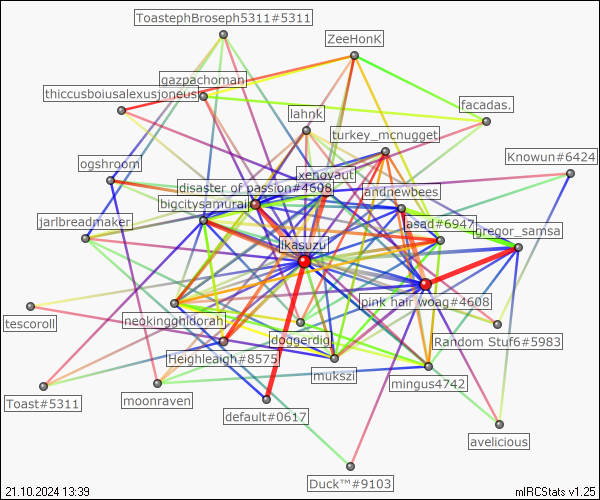 ToastephBroseph5311#5311
ZeeHonK
gazpachoman
thiccusboiusalexusjoneus
facadas.
lahnk
turkey_mcnugget
Knowun#6424
ogshroom
xenovaut
disaster of passion#4608
andnewbees
bigcitysamurai
jarlbreadmaker
asad#6947
gregor_samsa
ikasuzu
pink hair woag#4608
tescoroll
neokingghidorah
doggerdig
Random Stuf6#5983
Heighleaigh#8575
mukszi
mingus4742
Toast#5311
moonraven
default#0617
avelicious
Duck™#9103
21.10.2024 13:39
mIRCStats v1.25